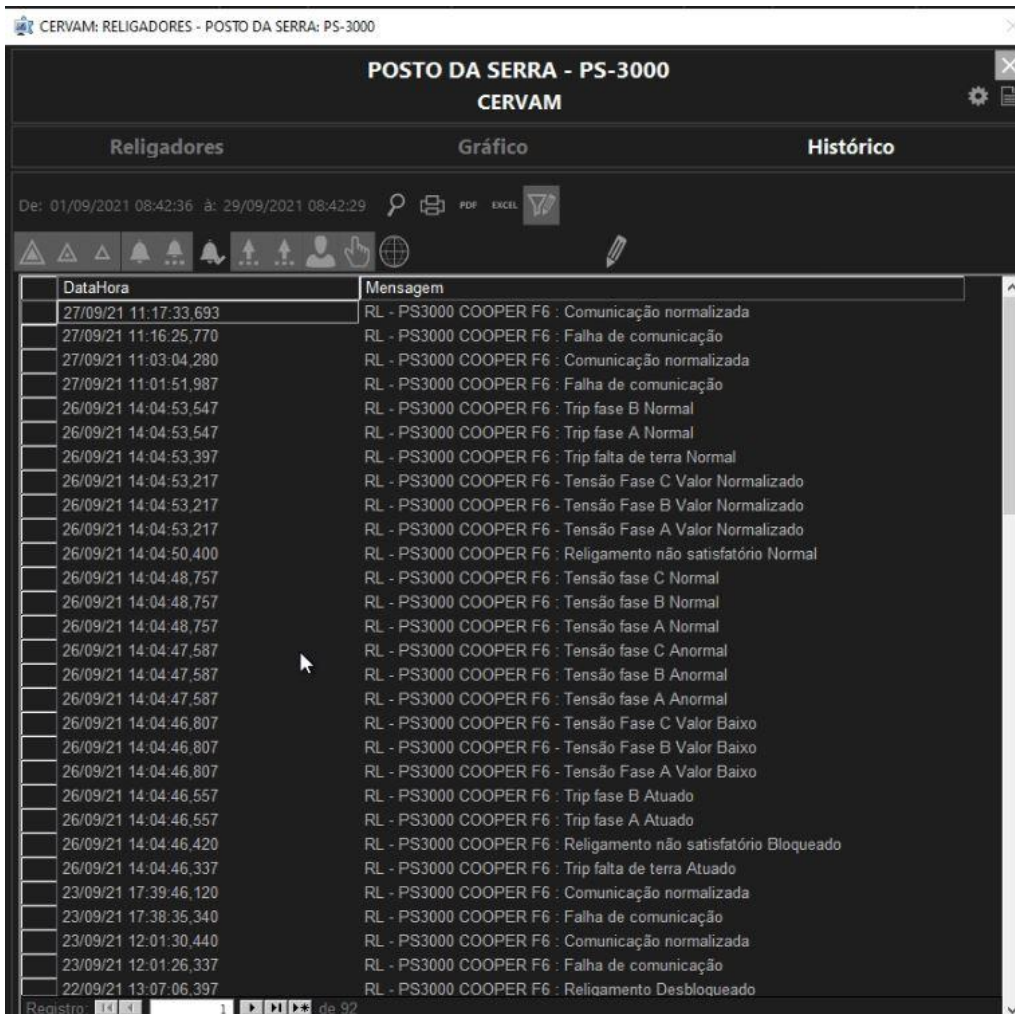 CERVAM: RELIGADORES - POSTO DA SERRA: PS-3000
POSTO DA SERRA - PS-3000
CERVAM
Religadores Gráfico Histórico
De: 01/09/2021 08:42:36 à: 29/09/2021 08:42:29 PDF EXCEL
DataHora Mensagem
27/09/21 11:17:33,693 RL - PS3000 COOPER F6 : Comunicação normalizada
27/09/21 11:16:25,770 RL - PS3000 COOPER F6 : Falha de comunicação
27/09/21 11:03:04,280 RL - PS3000 COOPER F6 : Comunicação normalizada
27/09/21 11:01:51,987 RL - PS3000 COOPER F6 : Falha de comunicação
26/09/21 14:04:53,547 RL - PS3000 COOPER F6 : Trip fase B Normal
26/09/21 14:04:53,547 RL - PS3000 COOPER F6 : Trip fase A Normal
26/09/21 14:04:53,397 RL - PS3000 COOPER F6 : Trip falta de terra Normal
26/09/21 14:04:53,217 RL - PS3000 COOPER F6 - Tensão Fase C Valor Normalizado
26/09/21 14:04:53,217 RL - PS3000 COOPER F6 - Tensão Fase B Valor Normalizado
26/09/21 14:04:53,217 RL - PS3000 COOPER F6 - Tensão Fase A Valor Normalizado
26/09/21 14:04:50,400 RL - PS3000 COOPER F6 : Religamento não satisfatório Normal
26/09/21 14:04:48,757 RL - PS3000 COOPER F6 : Tensão fase C Normal
26/09/21 14:04:48,757 RL - PS3000 COOPER F6 : Tensão fase B Normal
26/09/21 14:04:48,757 RL - PS3000 COOPER F6 : Tensão fase A Normal
26/09/21 14:04:47,587 RL - PS3000 COOPER F6 : Tensão fase C Anormal
26/09/21 14:04:47,587 RL - PS3000 COOPER F6 : Tensão fase B Anormal
26/09/21 14:04:47,587 RL - PS3000 COOPER F6 : Tensão fase A Anormal
26/09/21 14:04:46,807 RL - PS3000 COOPER F6 - Tensão Fase C Valor Baixo
26/09/21 14:04:46,807 RL - PS3000 COOPER F6 - Tensão Fase B Valor Baixo
26/09/21 14:04:46,807 RL - PS3000 COOPER F6 - Tensão Fase A Valor Baixo
26/09/21 14:04:46,557 RL - PS3000 COOPER F6 : Trip fase B Atuado
26/09/21 14:04:46,557 RL - PS3000 COOPER F6 : Trip fase A Atuado
26/09/21 14:04:46,420 RL - PS3000 COOPER F6 : Religamento não satisfatório Bloqueado
26/09/21 14:04:46,337 RL - PS3000 COOPER F6 : Trip falta de terra Atuado
23/09/21 17:39:46,120 RL - PS3000 COOPER F6 : Comunicação normalizada
23/09/21 17:38:35,340 RL - PS3000 COOPER F6 : Falha de comunicação
23/09/21 12:01:30,440 RL - PS3000 COOPER F6 : Comunicação normalizada
23/09/21 12:01:26,337 RL - PS3000 COOPER F6 : Falha de comunicação
22/09/21 13:07:06,397 RL - PS3000 COOPER F6 : Religamento Desbloqueado
Registro: 1 de 92